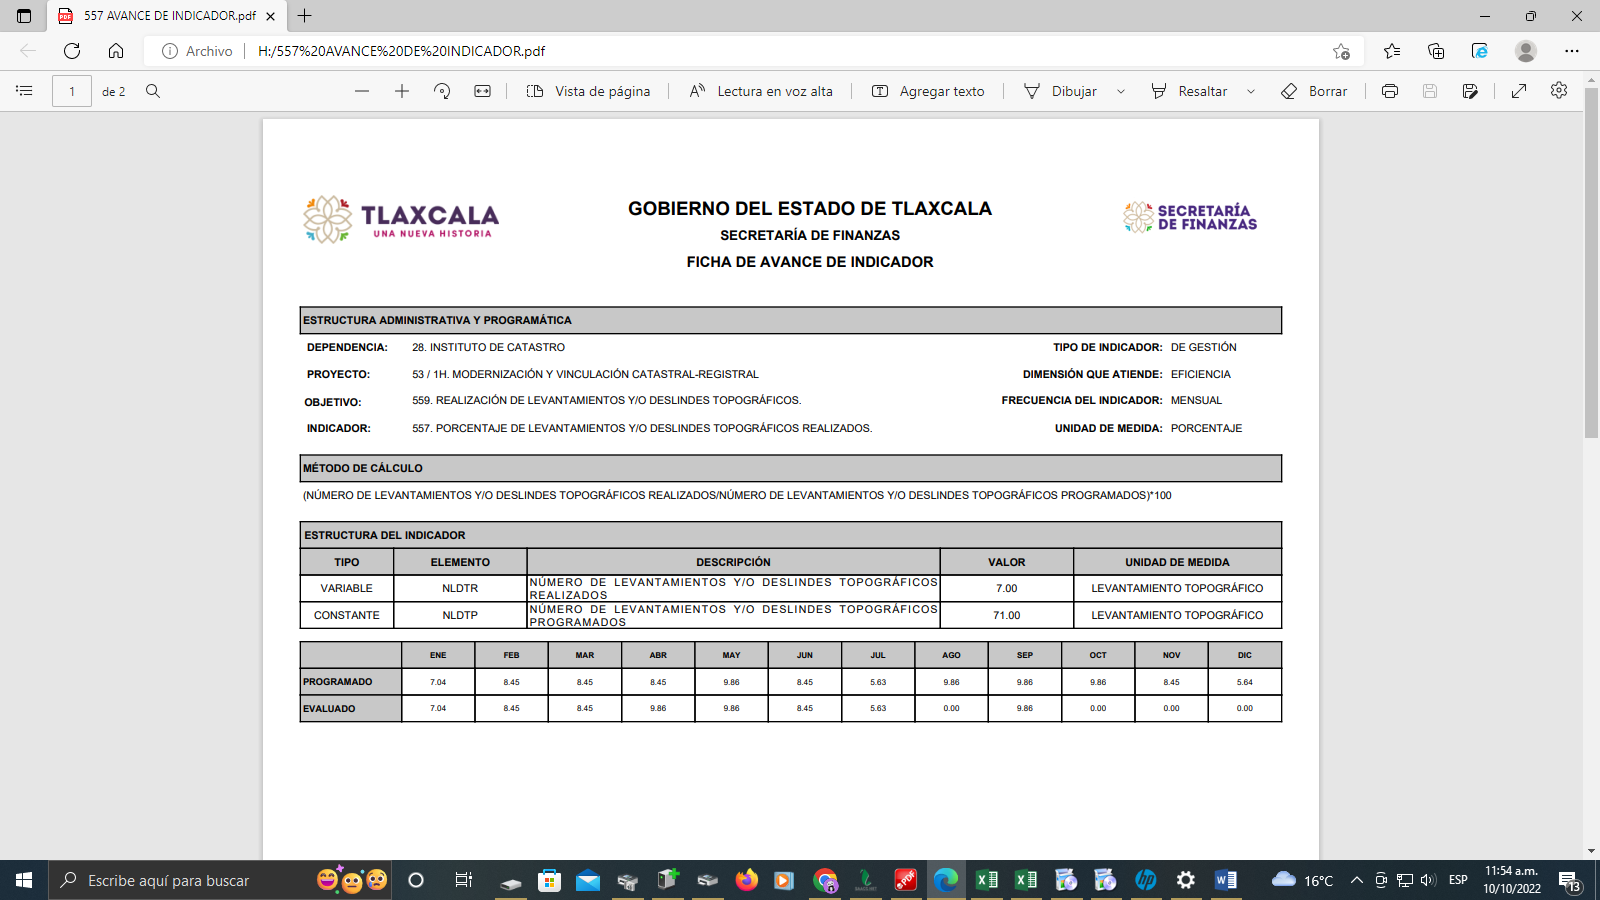 557 AVANCE DE INDICADOR.pdf
Archivo H:/557%20AVANCE%20DE%20INDICADOR.pdf
1 de 2 Vista de página Lectura en voz alta Agregar texto Dibujar Resaltar Borrar
TLAXCALA
UNA NUEVA HISTORIA
GOBIERNO DEL ESTADO DE TLAXCALA
SECRETARÍA DE FINANZAS
FICHA DE AVANCE DE INDICADOR
SECRETARÍA
DE FINANZAS
ESTRUCTURA ADMINISTRATIVA Y PROGRAMÁTICA
DEPENDENCIA: 28. INSTITUTO DE CATASTRO TIPO DE INDICADOR: DE GESTIÓN
PROYECTO: 53 / 1H. MODERNIZACIÓN Y VINCULACIÓN CATASTRAL-REGISTRAL DIMENSIÓN QUE ATIENDE: EFICIENCIA
OBJETIVO: 559. REALIZACIÓN DE LEVANTAMIENTOS Y/O DESLINDES TOPOGRÁFICOS. FRECUENCIA DEL INDICADOR: MENSUAL
INDICADOR: 557. PORCENTAJE DE LEVANTAMIENTOS Y/O DESLINDES TOPOGRÁFICOS REALIZADOS. UNIDAD DE MEDIDA: PORCENTAJE
MÉTODO DE CÁLCULO
(NÚMERO DE LEVANTAMIENTOS Y/O DESLINDES TOPOGRÁFICOS REALIZADOS/NÚMERO DE LEVANTAMIENTOS Y/O DESLINDES TOPOGRÁFICOS PROGRAMADOS)*100
ESTRUCTURA DEL INDICADOR
TIPO ELEMENTO DESCRIPCIÓN VALOR UNIDAD DE MEDIDA
VARIABLE NLDTR NÚMERO DE LEVANTAMIENTOS Y/O DESLINDES TOPOGRÁFICOS REALIZADOS 7.00 LEVANTAMIENTO TOPOGRÁFICO
CONSTANTE NLDTP NÚMERO DE LEVANTAMIENTOS Y/O DESLINDES TOPOGRÁFICOS PROGRAMADOS 71.00 LEVANTAMIENTO TOPOGRÁFICO
ENE FEB MAR ABR MAY JUN JUL AGO SEP OCT NOV DIC
PROGRAMADO 7.04 8.45 8.45 8.45 9.86 8.45 5.63 9.86 9.86 9.86 8.45 5.64
EVALUADO 7.04 8.45 8.45 9.86 9.86 8.45 5.63 0.00 9.86 0.00 0.00 0.00
Escribe aquí para buscar
16°C
ESP
11:54 a.m.
10/10/2022
13